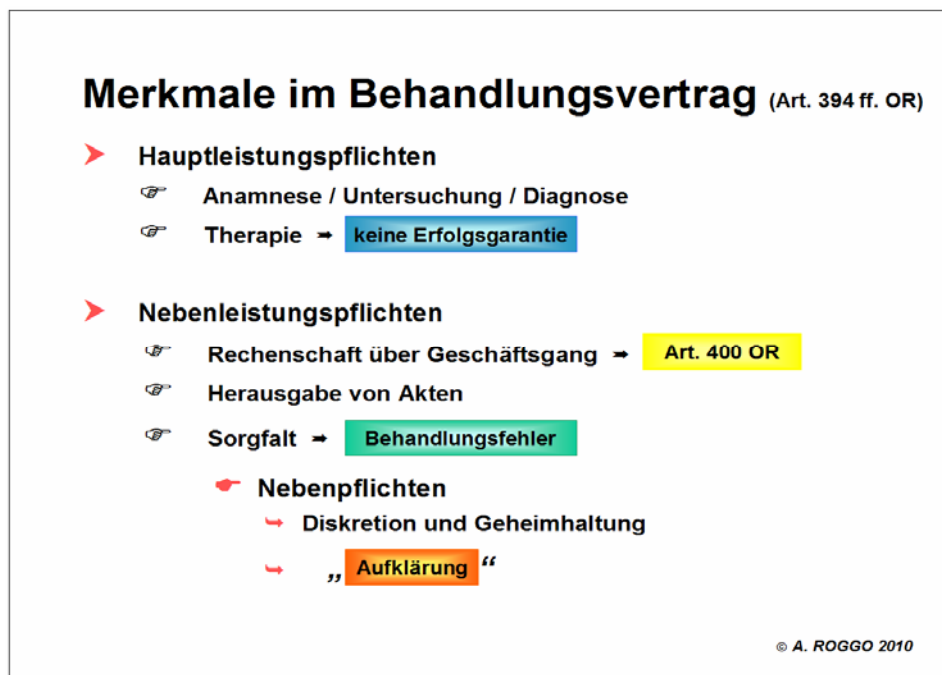 Merkmale im Behandlungsvertrag (Art. 394 ff. OR)
Hauptleistungspflichten
Anamnese / Untersuchung / Diagnose
Therapie ➡ keine Erfolgsgarantie
Nebenleistungspflichten
Rechenschaft über Geschäftsgang ➡ Art. 400 OR
Herausgabe von Akten
Sorgfalt ➡ Behandlungsfehler
Nebenpflichten
Diskretion und Geheimhaltung
„Aufklärung“
© A. ROGGO 2010